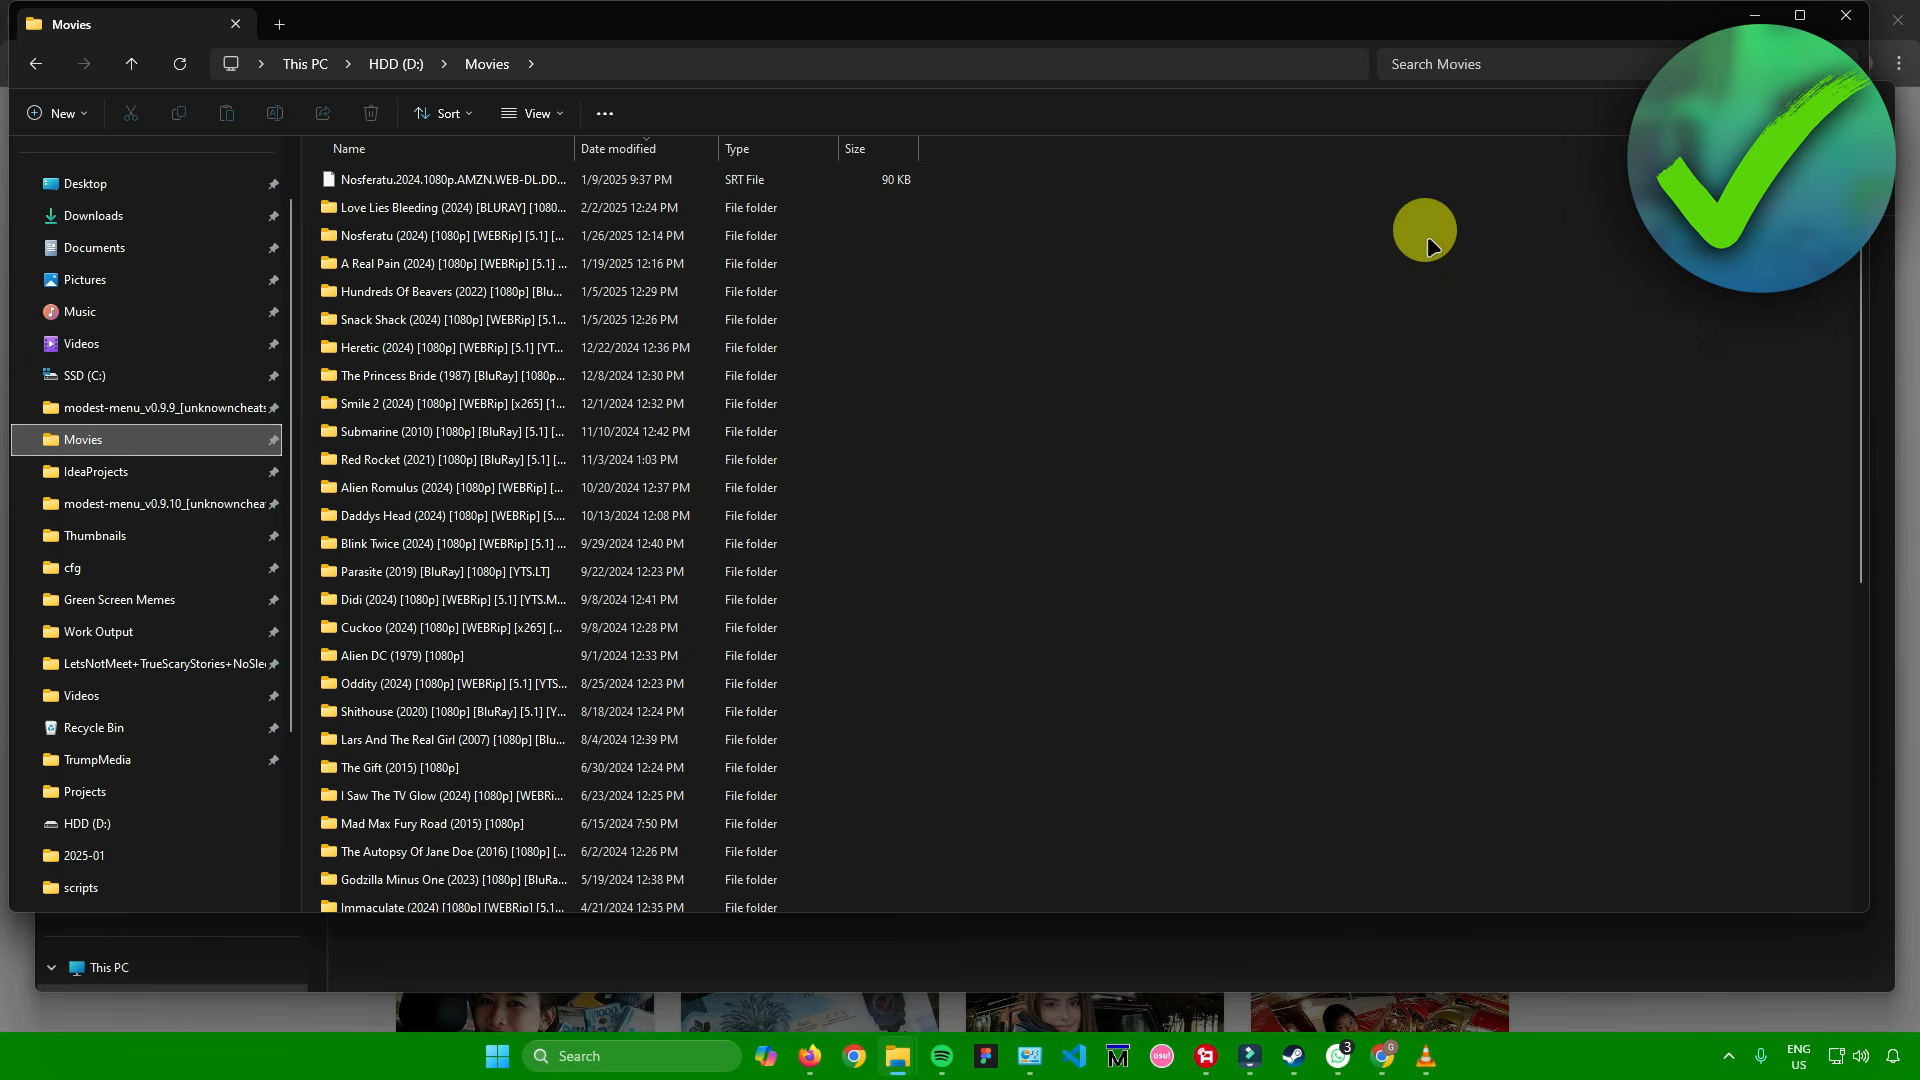 Movies
This PC
HDD (D:)
Movies
Search Movies
New
Sort
View
Name
Date modified
Type
Size
Desktop
Downloads
Documents
Pictures
Music
Videos
SSD (C:)
modest-menu_v0.9.9_[unknowncheats
Movies
IdeaProjects
modest-menu_v0.9.10_[unknownchea
Thumbnails
cfg
Green Screen Memes
Work Output
LetsNotMeet+TrueScaryStories+NoSle
Videos
Recycle Bin
TrumpMedia
Projects
HDD (D:)
2025-01
scripts
Nosferatu.2024.1080p.AMZN.WEB-DL.DD... 1/9/2025 9:37 PM SRT File 90 KB
Love Lies Bleeding (2024) [BLURAY] [1080... 2/2/2025 12:24 PM File folder
Nosferatu (2024) [1080p] [WEBRip] [5.1] [... 1/26/2025 12:14 PM File folder
A Real Pain (2024) [1080p] [WEBRip] [5.1] ... 1/19/2025 12:16 PM File folder
Hundreds Of Beavers (2022) [1080p] [Blu... 1/5/2025 12:29 PM File folder
Snack Shack (2024) [1080p] [WEBRip] [5.1... 1/5/2025 12:26 PM File folder
Heretic (2024) [1080p] [WEBRip] [5.1] [YT... 12/22/2024 12:36 PM File folder
The Princess Bride (1987) [BluRay] [1080p... 12/8/2024 12:30 PM File folder
Smile 2 (2024) [1080p] [WEBRip] [x265] [1... 12/1/2024 12:32 PM File folder
Submarine (2010) [1080p] [BluRay] [5.1] [... 11/10/2024 12:42 PM File folder
Red Rocket (2021) [1080p] [BluRay] [5.1] [... 11/3/2024 1:03 PM File folder
Alien Romulus (2024) [1080p] [WEBRip] [... 10/20/2024 12:37 PM File folder
Daddys Head (2024) [1080p] [WEBRip] [5.... 10/13/2024 12:08 PM File folder
Blink Twice (2024) [1080p] [WEBRip] [5.1] ... 9/29/2024 12:40 PM File folder
Parasite (2019) [BluRay] [1080p] [YTS.LT] 9/22/2024 12:23 PM File folder
Didi (2024) [1080p] [WEBRip] [5.1] [YTS.M... 9/8/2024 12:41 PM File folder
Cuckoo (2024) [1080p] [WEBRip] [x265] [... 9/8/2024 12:28 PM File folder
Alien DC (1979) [1080p] 9/1/2024 12:33 PM File folder
Oddity (2024) [1080p] [WEBRip] [5.1] [YTS... 8/25/2024 12:23 PM File folder
Shithouse (2020) [1080p] [BluRay] [5.1] [Y... 8/18/2024 12:24 PM File folder
Lars And The Real Girl (2007) [1080p] [Blu... 8/4/2024 12:39 PM File folder
The Gift (2015) [1080p] 6/30/2024 12:24 PM File folder
I Saw The TV Glow (2024) [1080p] [WEBRi... 6/23/2024 12:25 PM File folder
Mad Max Fury Road (2015) [1080p] 6/15/2024 7:50 PM File folder
The Autopsy Of Jane Doe (2016) [1080p] [... 6/2/2024 12:26 PM File folder
Godzilla Minus One (2023) [1080p] [BluRa... 5/19/2024 12:38 PM File folder
Immaculate (2024) [1080p] [WEBRip] [5.1... 4/21/2024 12:35 PM File folder
This PC
Search
M
osu!
3
G
ENG
US